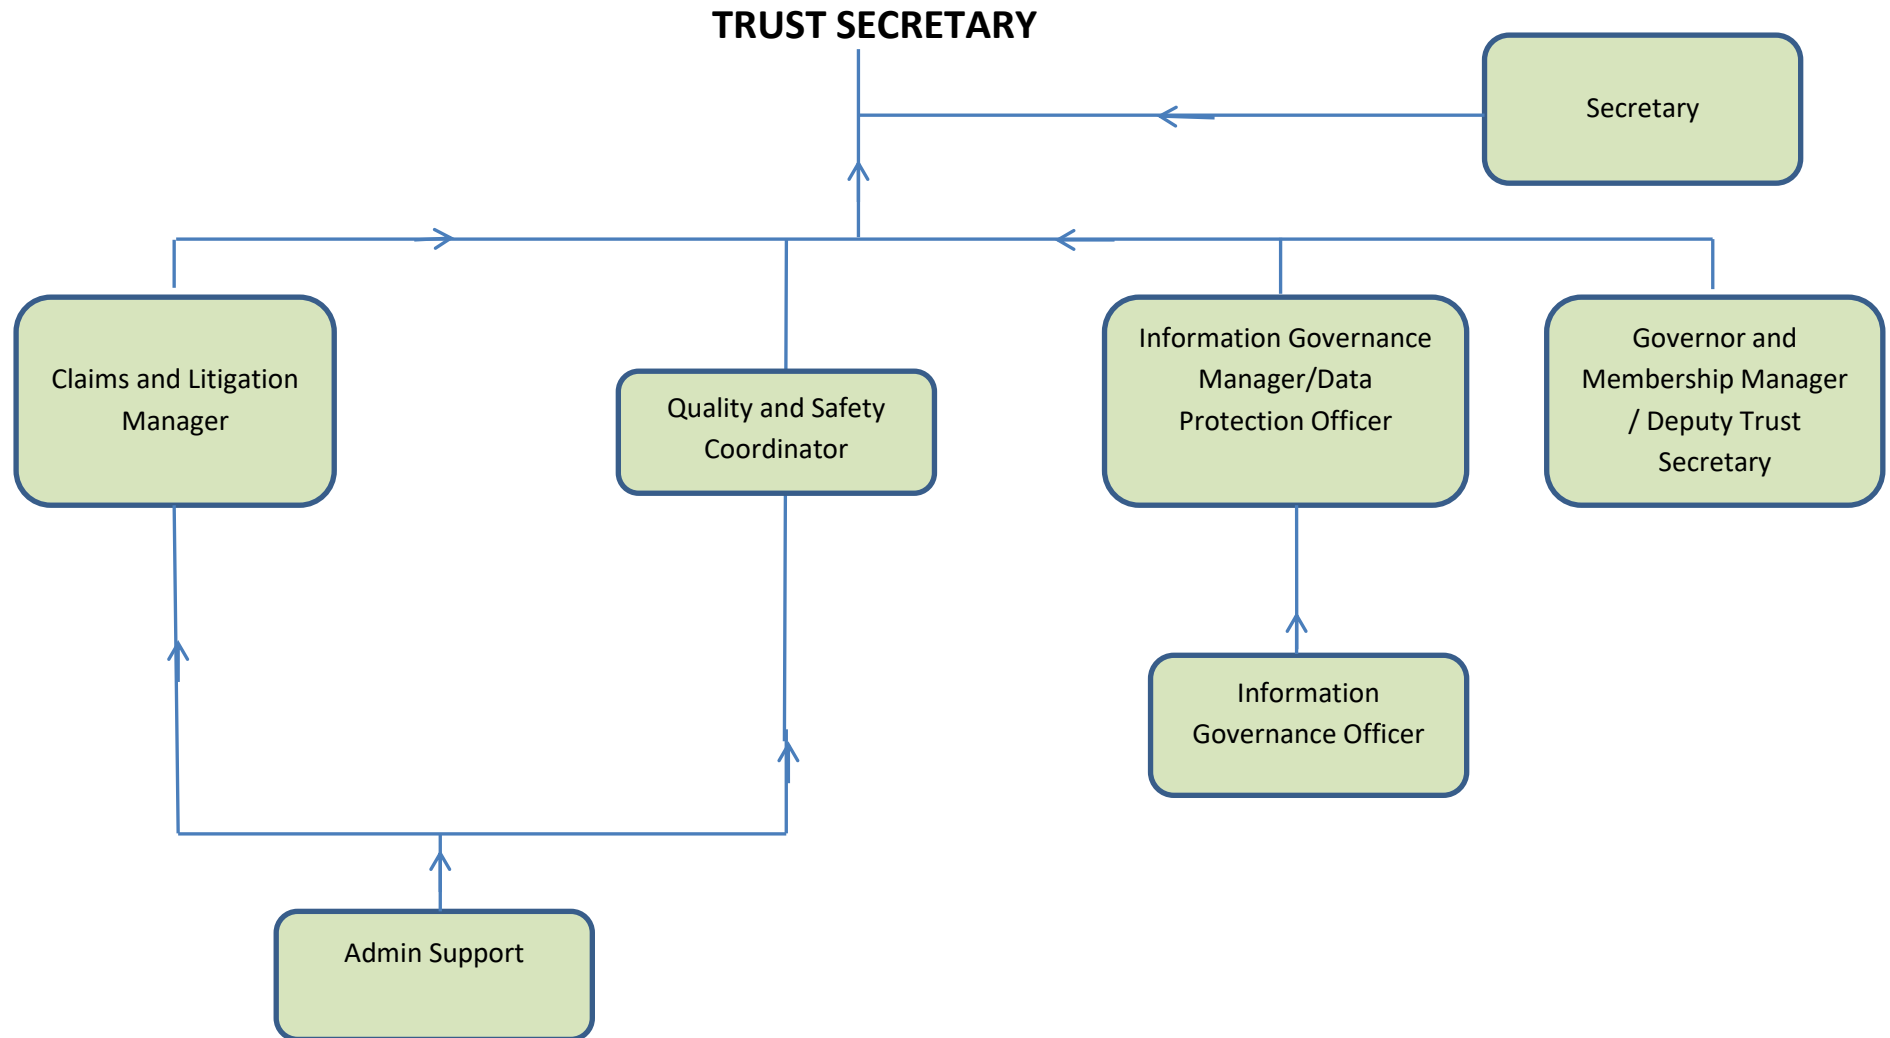 TRUST SECRETARY
Secretary
Claims and Litigation
Manager
Quality and Safety
Coordinator
Information Governance
Manager/Data
Protection Officer
Governor and
Membership Manager
/ Deputy Trust
Secretary
Information
Governance Officer
Admin Support